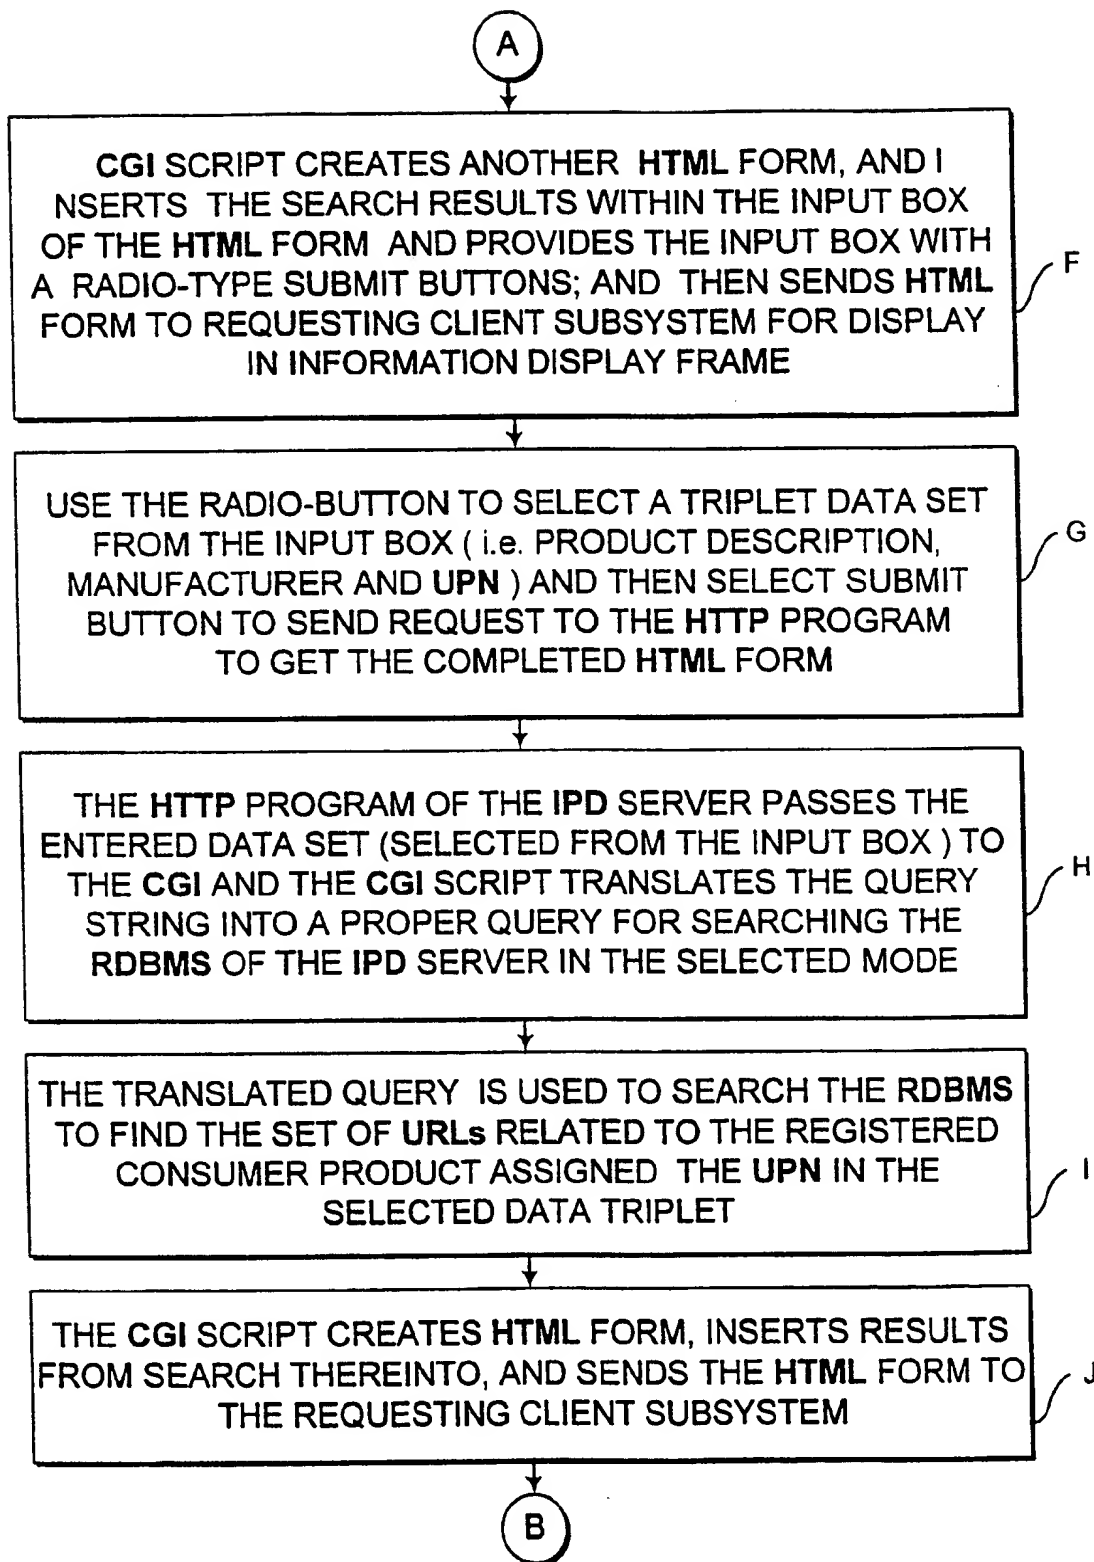 A
CGI SCRIPT CREATES ANOTHER HTML FORM, AND I
NSERTS THE SEARCH RESULTS WITHIN THE INPUT BOX
OF THE HTML FORM AND PROVIDES THE INPUT BOX WITH
A RADIO-TYPE SUBMIT BUTTONS; AND THEN SENDS HTML
FORM TO REQUESTING CLIENT SUBSYSTEM FOR DISPLAY
IN INFORMATION DISPLAY FRAME
F
USE THE RADIO-BUTTON TO SELECT A TRIPLET DATA SET
FROM THE INPUT BOX ( i.e. PRODUCT DESCRIPTION,
MANUFACTURER AND UPN ) AND THEN SELECT SUBMIT
BUTTON TO SEND REQUEST TO THE HTTP PROGRAM
TO GET THE COMPLETED HTML FORM
G
THE HTTP PROGRAM OF THE IPD SERVER PASSES THE
ENTERED DATA SET (SELECTED FROM THE INPUT BOX ) TO
THE CGI AND THE CGI SCRIPT TRANSLATES THE QUERY
STRING INTO A PROPER QUERY FOR SEARCHING THE
RDBMS OF THE IPD SERVER IN THE SELECTED MODE
H
THE TRANSLATED QUERY IS USED TO SEARCH THE RDBMS
TO FIND THE SET OF URLs RELATED TO THE REGISTERED
CONSUMER PRODUCT ASSIGNED THE UPN IN THE
SELECTED DATA TRIPLET
I
THE CGI SCRIPT CREATES HTML FORM, INSERTS RESULTS
FROM SEARCH THEREINTO, AND SENDS THE HTML FORM TO
THE REQUESTING CLIENT SUBSYSTEM
J
B